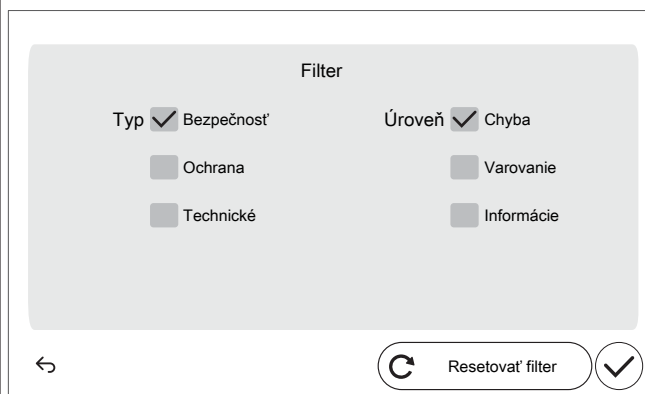 Filter
Typ Bezpečnosť Úroveň Chyba
Ochrana Varovanie
Technické Informácie
Resetovať filter